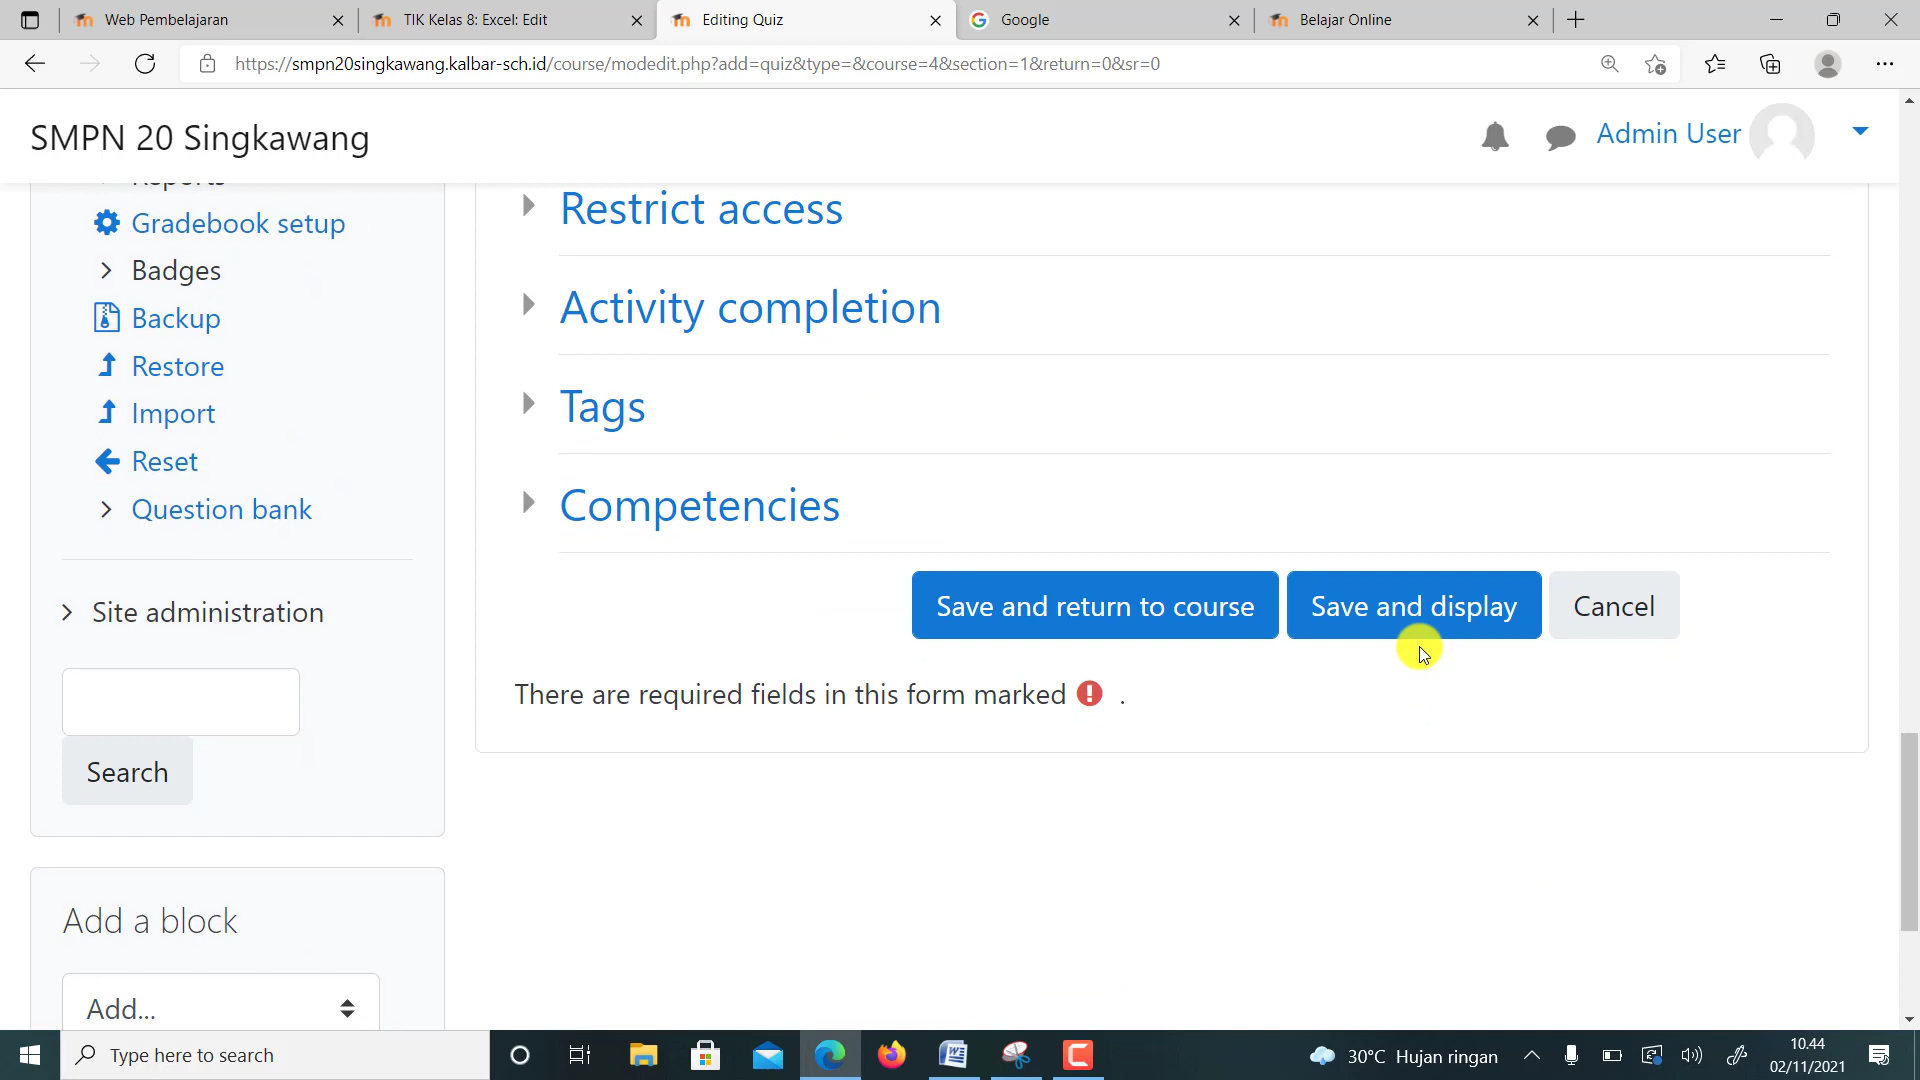 Web Pembelajaran
TIK Kelas 8: Excel: Edit
Editing Quiz
Google
Belajar Online
https://smpn20singkawang.kalbar-sch.id/course/modedit.php?add=quiz&type=&course=4&section=1&return=0&sr=0
SMPN 20 Singkawang
Admin User
Reports
Gradebook setup
Badges
Backup
Restore
Import
Reset
Question bank
Site administration
Search
Add a block
Add...
Restrict access
Activity completion
Tags
Competencies
Save and return to course
Save and display
Cancel
There are required fields in this form marked .
Type here to search
30°C Hujan ringan
10.44
02/11/2021